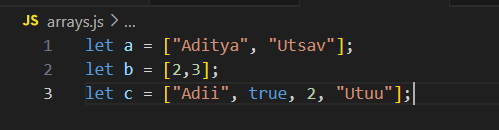 JS arrays.js > ...
1 let a = ["Aditya", "Utsav"];
2 let b = [2,3];
3 let c = ["Adii", true, 2, "Utuu"];